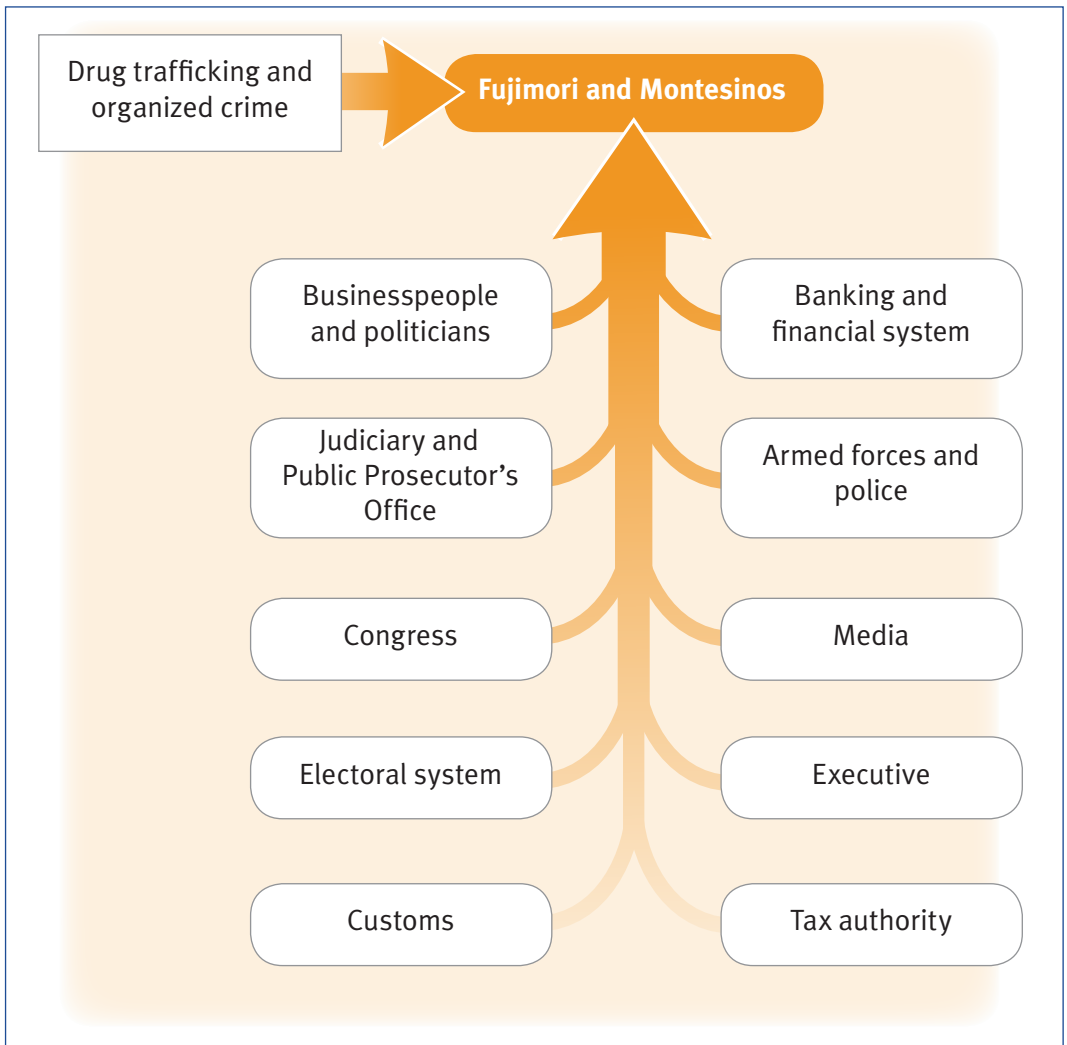 Drug trafficking and
organized crime
Fujimori and Montesinos
Businesspeople
and politicians
Banking and
financial system
Judiciary and
Public Prosecutor’s
Office
Armed forces and
police
Congress
Media
Electoral system
Executive
Customs
Tax authority